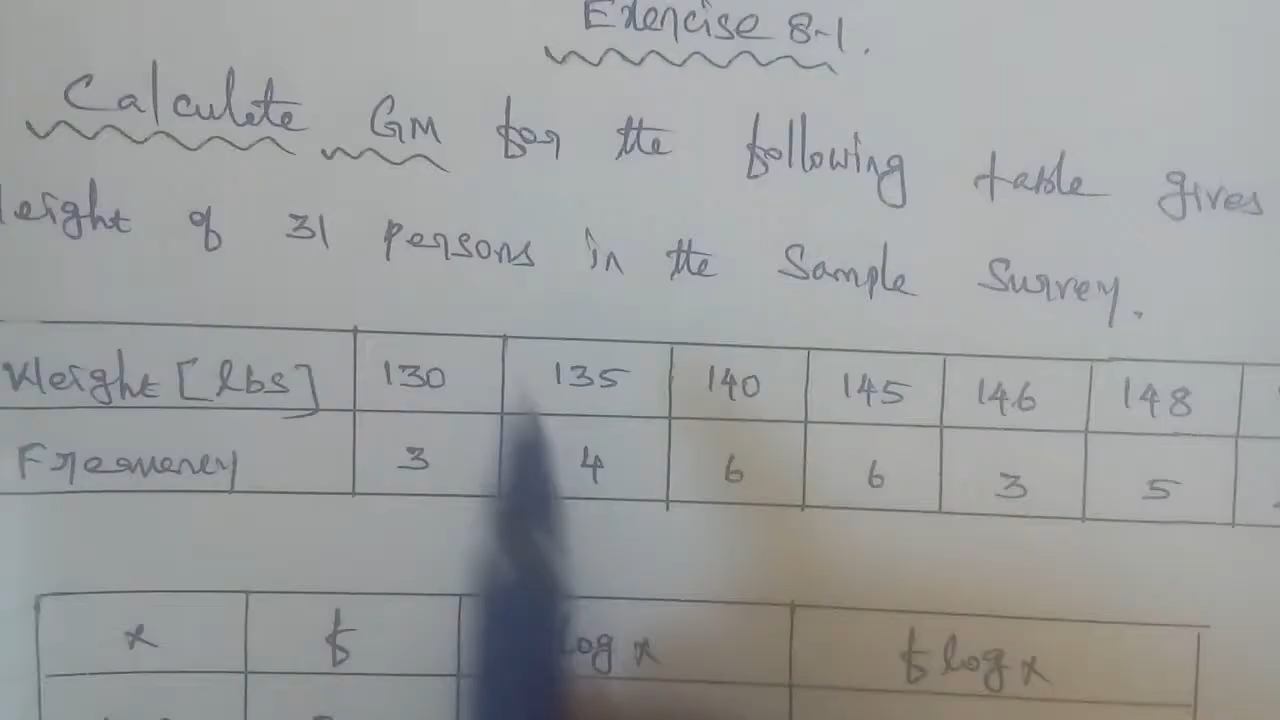 Exercise 8-1.
Calculate GM for the following table gives
eight of 31 persons in the Sample Survey.
Weight [lbs] 130 135 140 145 146 148
Frequency 3 4 6 6 3 5
x f log x f log x